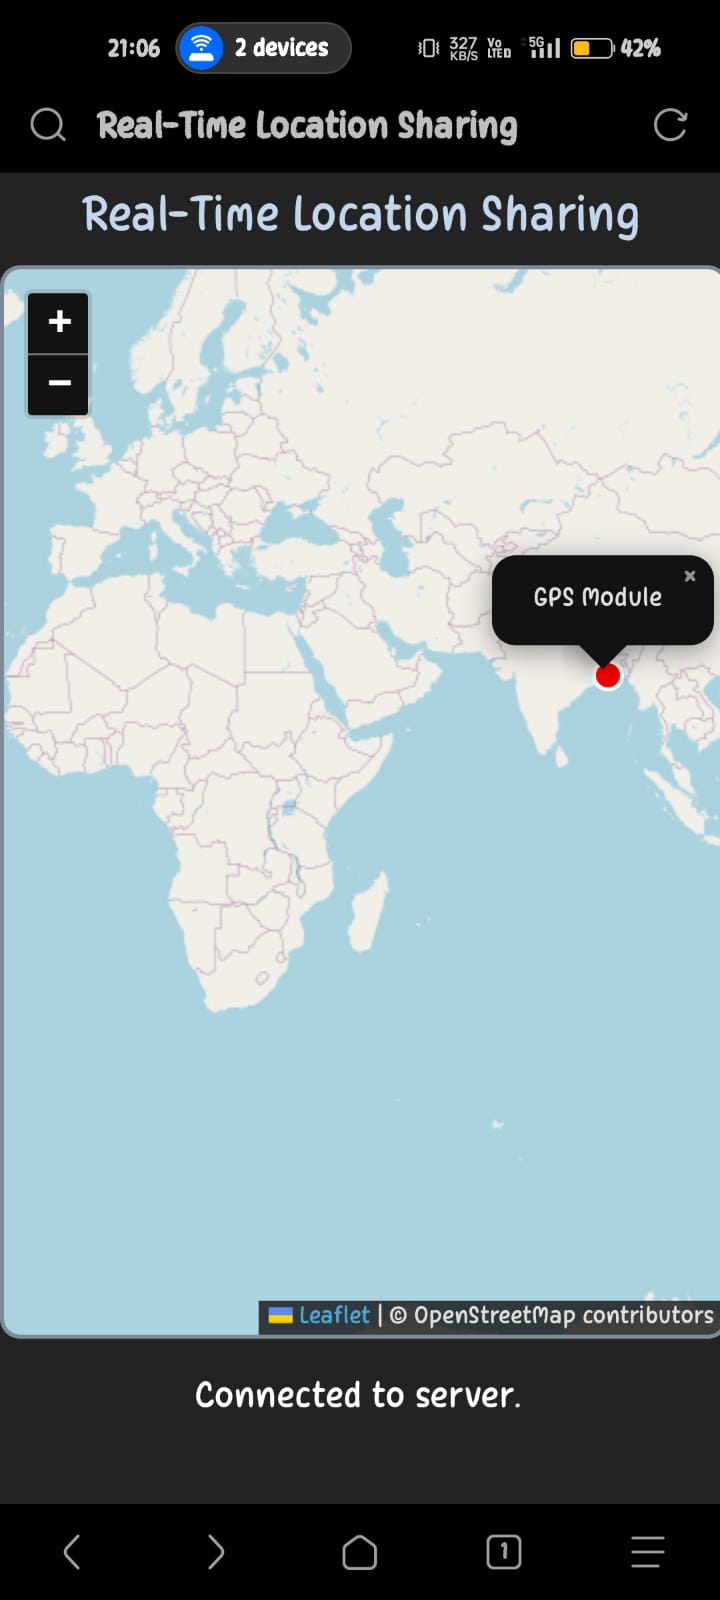 21:06 2 devices 327 KB/S Vo LTED 5G 42%
Real-Time Location Sharing
Real-Time Location Sharing
+
−
×
GPS Module
Leaflet | © OpenStreetMap contributors
Connected to server.
1